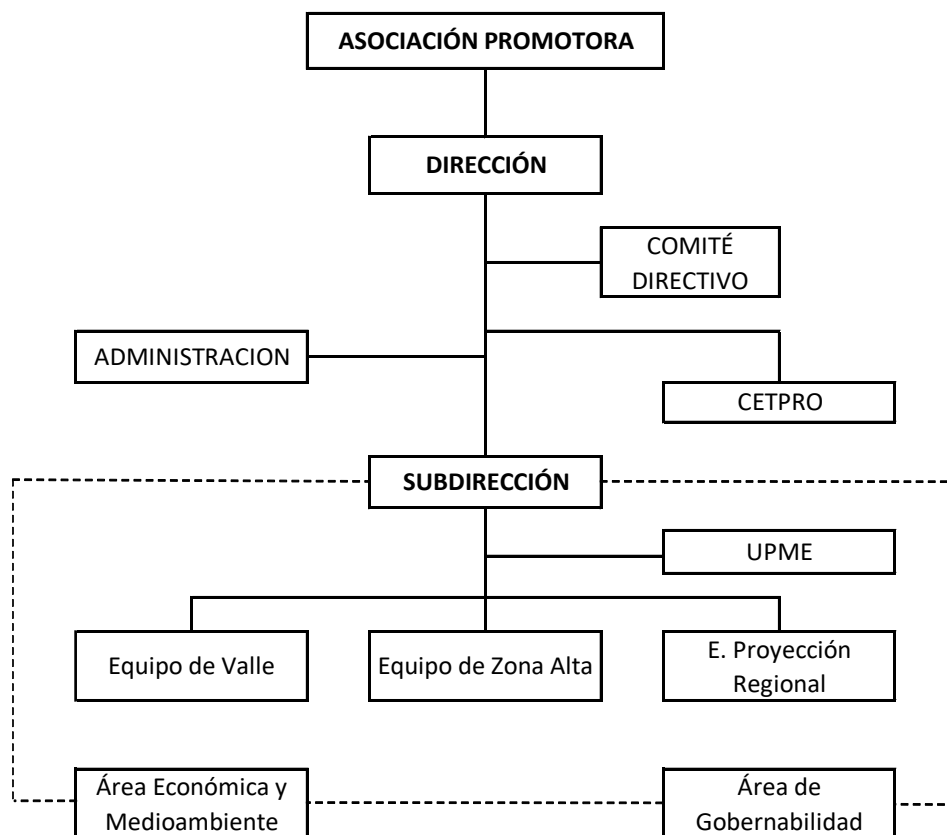 ASOCIACIÓN PROMOTORA
DIRECCIÓN
COMITÉ
DIRECTIVO
ADMINISTRACION
CETPRO
SUBDIRECCIÓN
UPME
Equipo de Valle
Equipo de Zona Alta
E. Proyección
Regional
Área Económica y
Medioambiente
Área de
Gobernabilidad